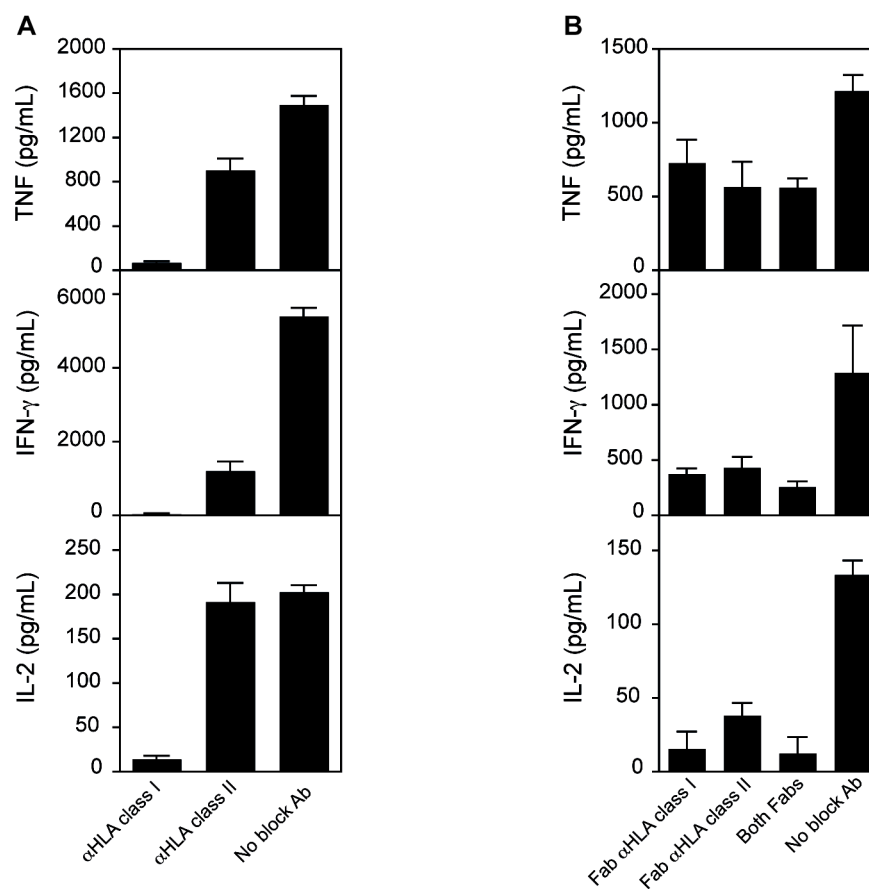 A
TNF (pg/mL)
2000
1600
1200
800
400
0
IFN-γ (pg/mL)
6000
4000
2000
0
IL-2 (pg/mL)
250
200
150
100
50
0
αHLA class I
αHLA class II
No block Ab
B
TNF (pg/mL)
1500
1000
500
0
IFN-γ (pg/mL)
2000
1500
1000
500
0
IL-2 (pg/mL)
150
100
50
0
Fab αHLA class I
Fab αHLA class II
Both Fabs
No block Ab